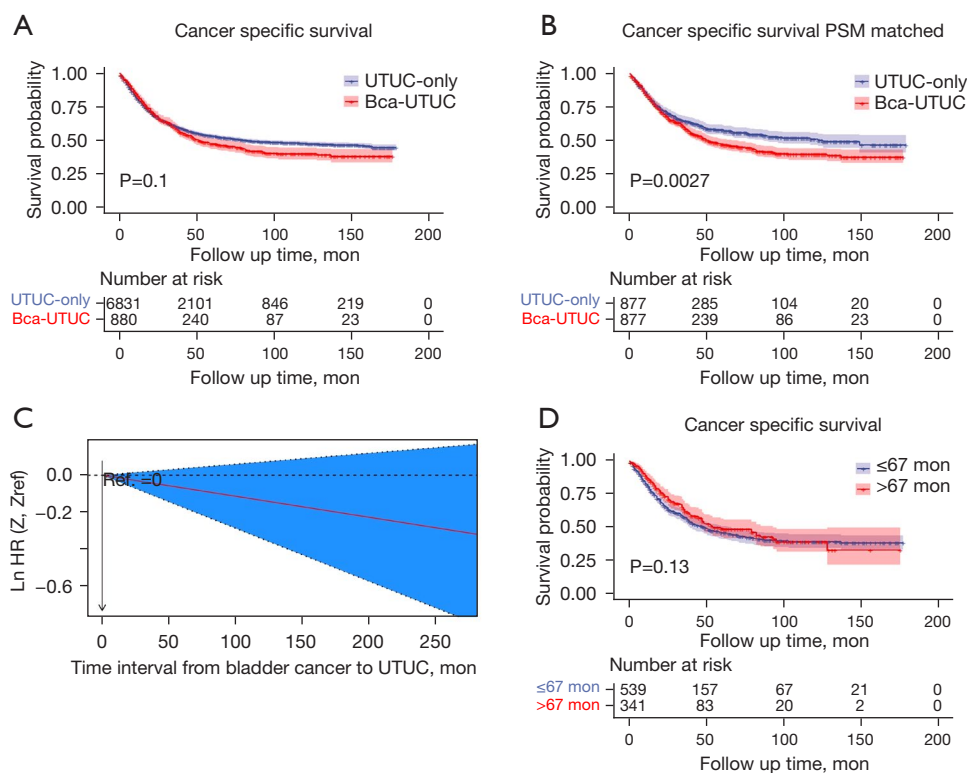 A
Cancer specific survival
Survival probability
1.00
0.75
0.50
0.25
0.00
UTUC-only
Bca-UTUC
P=0.1
0 50 100 150 200
Follow up time, mon
Number at risk
UTUC-only 6831 2101 846 219 0
Bca-UTUC 880 240 87 23 0
0 50 100 150 200
Follow up time, mon
B
Cancer specific survival PSM matched
Survival probability
1.00
0.75
0.50
0.25
0.00
UTUC-only
Bca-UTUC
P=0.0027
0 50 100 150 200
Follow up time, mon
Number at risk
UTUC-only 877 285 104 20 0
Bca-UTUC 877 239 86 23 0
0 50 100 150 200
Follow up time, mon
C
Ln HR (Z, Zref)
0.0
−0.2
−0.6
Ref. =0
0 50 100 150 200 250
Time interval from bladder cancer to UTUC, mon
D
Cancer specific survival
Survival probability
1.00
0.75
0.50
0.25
0.00
≤67 mon
>67 mon
P=0.13
0 50 100 150 200
Follow up time, mon
Number at risk
≤67 mon 539 157 67 21 0
>67 mon 341 83 20 2 0
0 50 100 150 200
Follow up time, mon